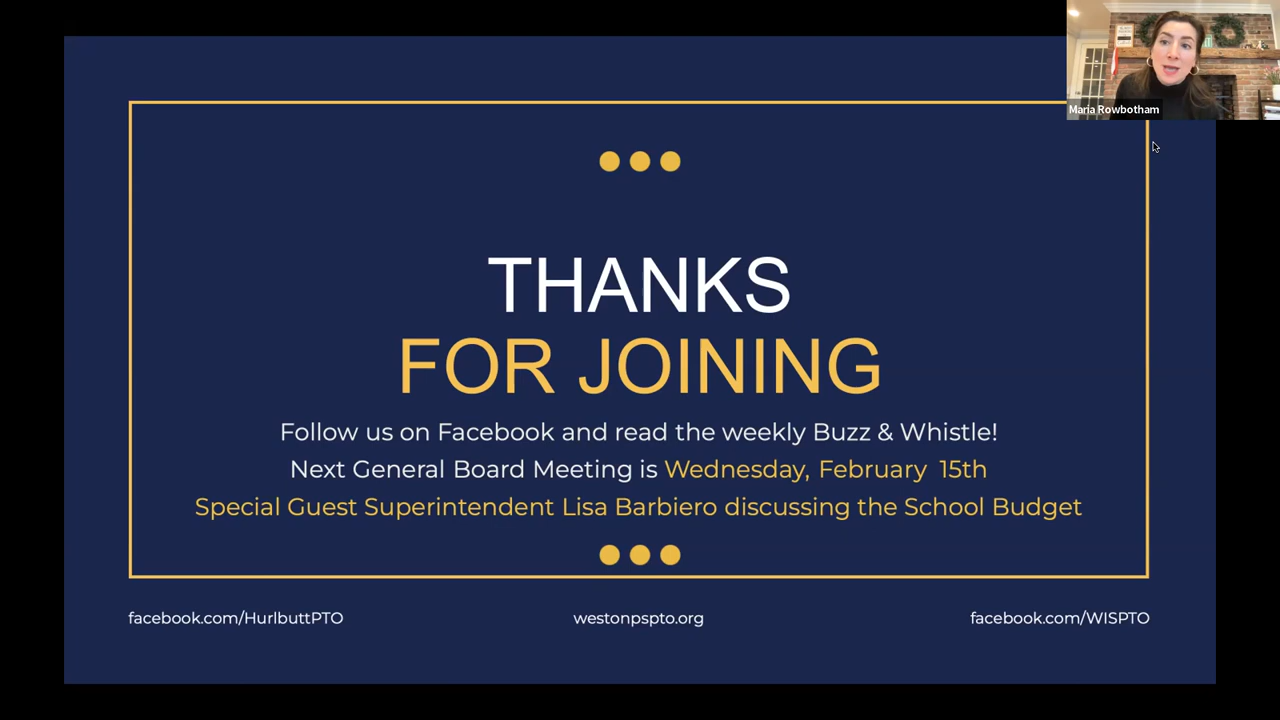 Maria Rowbotham
THANKS
FOR JOINING
Follow us on Facebook and read the weekly Buzz & Whistle!
Next General Board Meeting is Wednesday, February 15th
Special Guest Superintendent Lisa Barbiero discussing the School Budget
facebook.com/HurlbuttPTO
westonpspto.org
facebook.com/WISPTO